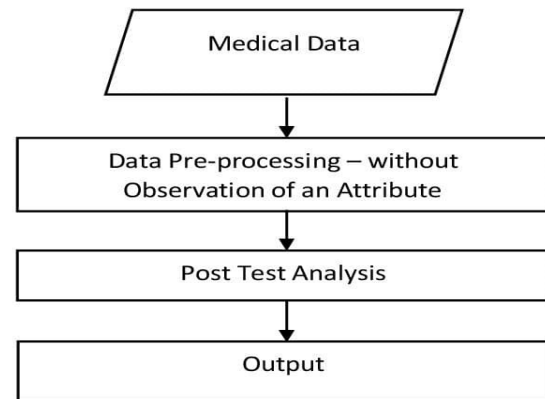 Medical Data
Data Pre-processing – without
Observation of an Attribute
Post Test Analysis
Output